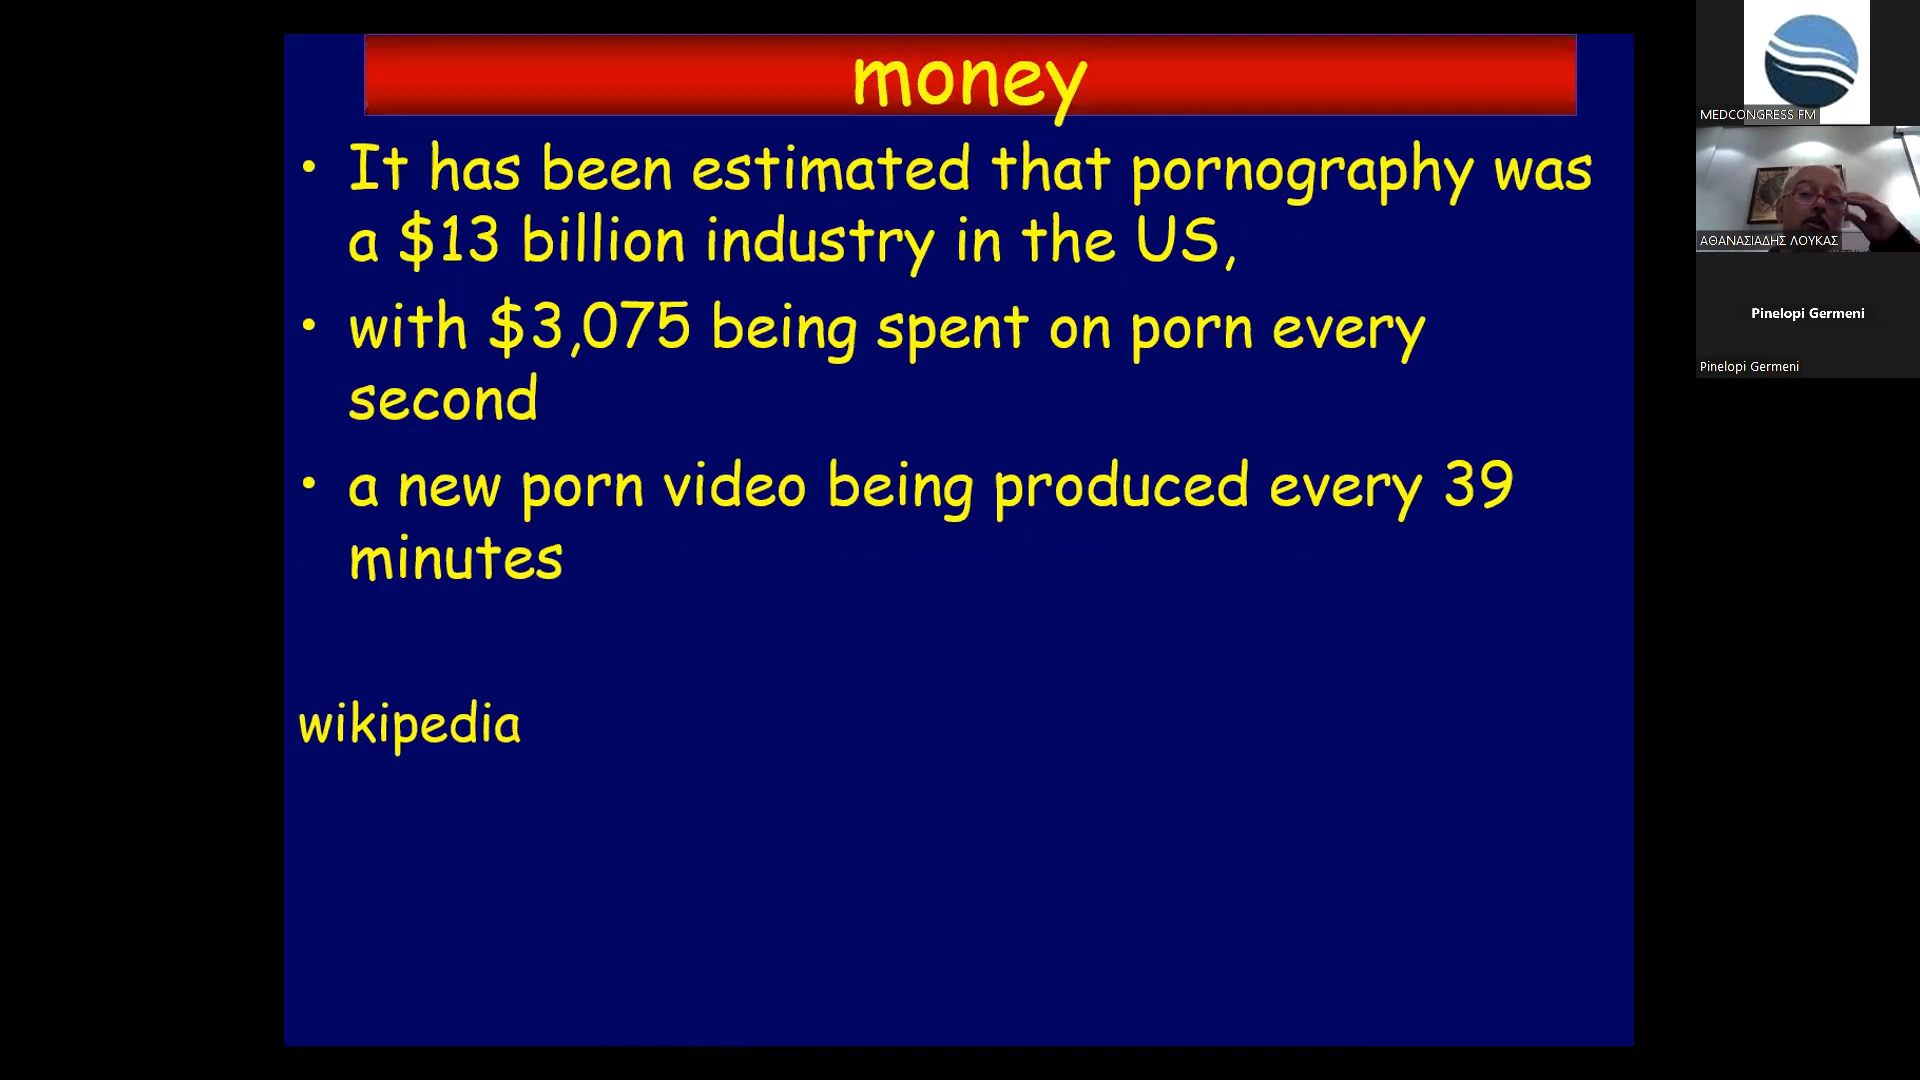 money
• It has been estimated that pornography was
a $13 billion industry in the US,
• with $3,075 being spent on porn every
second
• a new porn video being produced every 39
minutes
wikipedia
MEDCONGRESS FM
ΑΘΑΝΑΣΙΑΔΗΣ ΛΟΥΚΑΣ
Pinelopi Germeni
Pinelopi Germeni